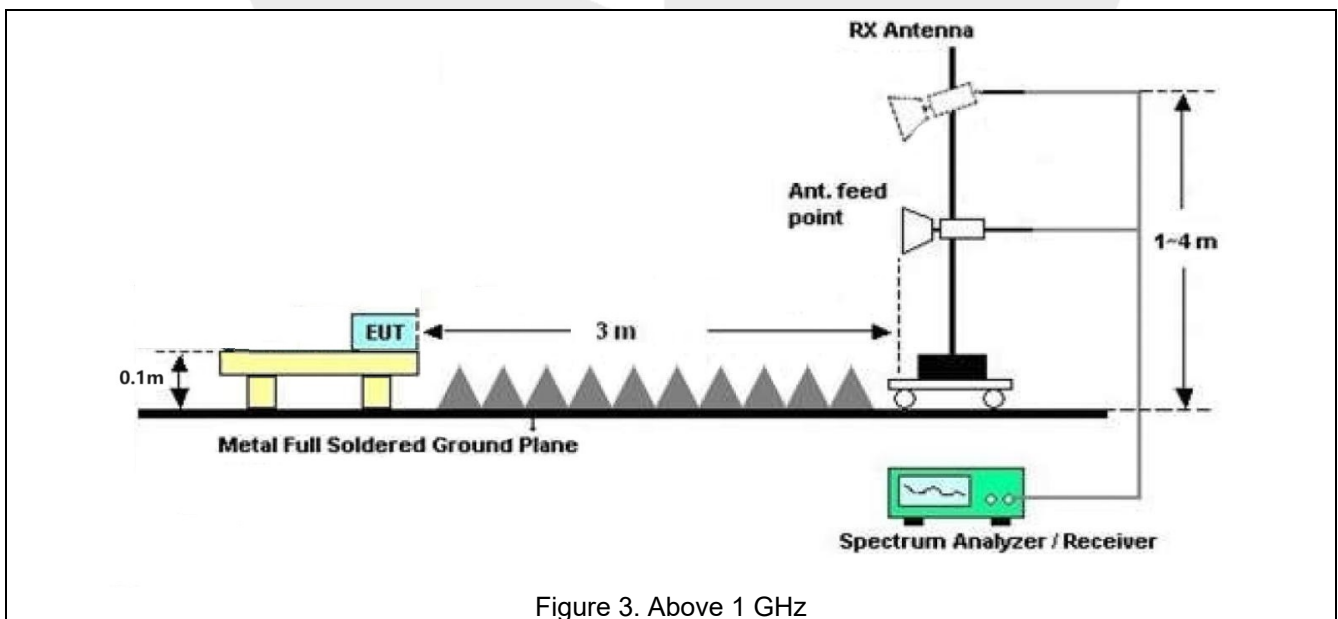 RX Antenna
Ant. feed
point
1~4 m
EUT
3 m
0.1m
Metal Full Soldered Ground Plane
Spectrum Analyzer / Receiver
Figure 3. Above 1 GHz